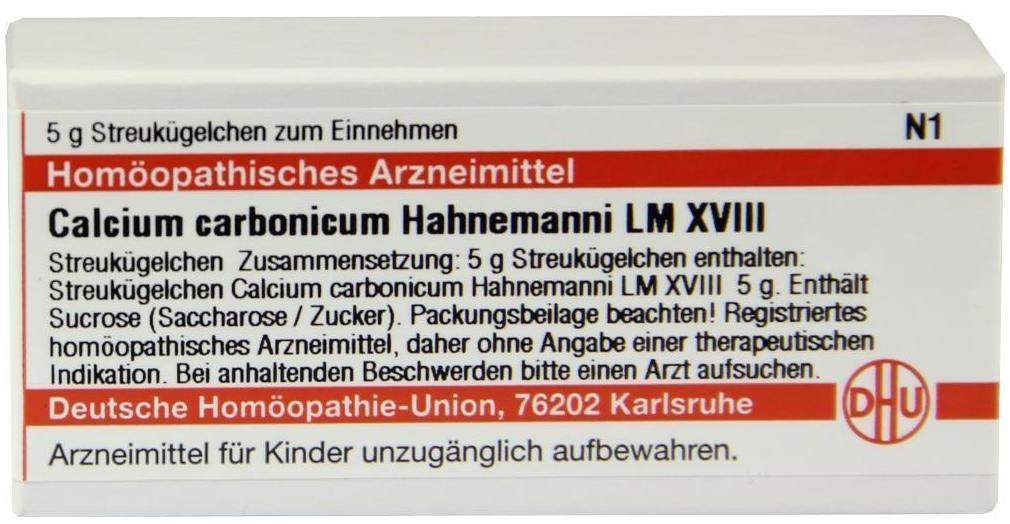 5 g Streukügelchen zum Einnehmen N1
Homöopathisches Arzneimittel
Calcium carbonicum Hahnemanni LM XVIII
Streukügelchen Zusammensetzung: 5 g Streukügelchen enthalten:
Streukügelchen Calcium carbonicum Hahnemanni LM XVIII 5 g. Enthält
Sucrose (Saccharose / Zucker). Packungsbeilage beachten! Registriertes
homöopathisches Arzneimittel, daher ohne Angabe einer therapeutischen
Indikation. Bei anhaltenden Beschwerden bitte einen Arzt aufsuchen.
Deutsche Homöopathie-Union, 76202 Karlsruhe
DHU
Arzneimittel für Kinder unzugänglich aufbewahren.